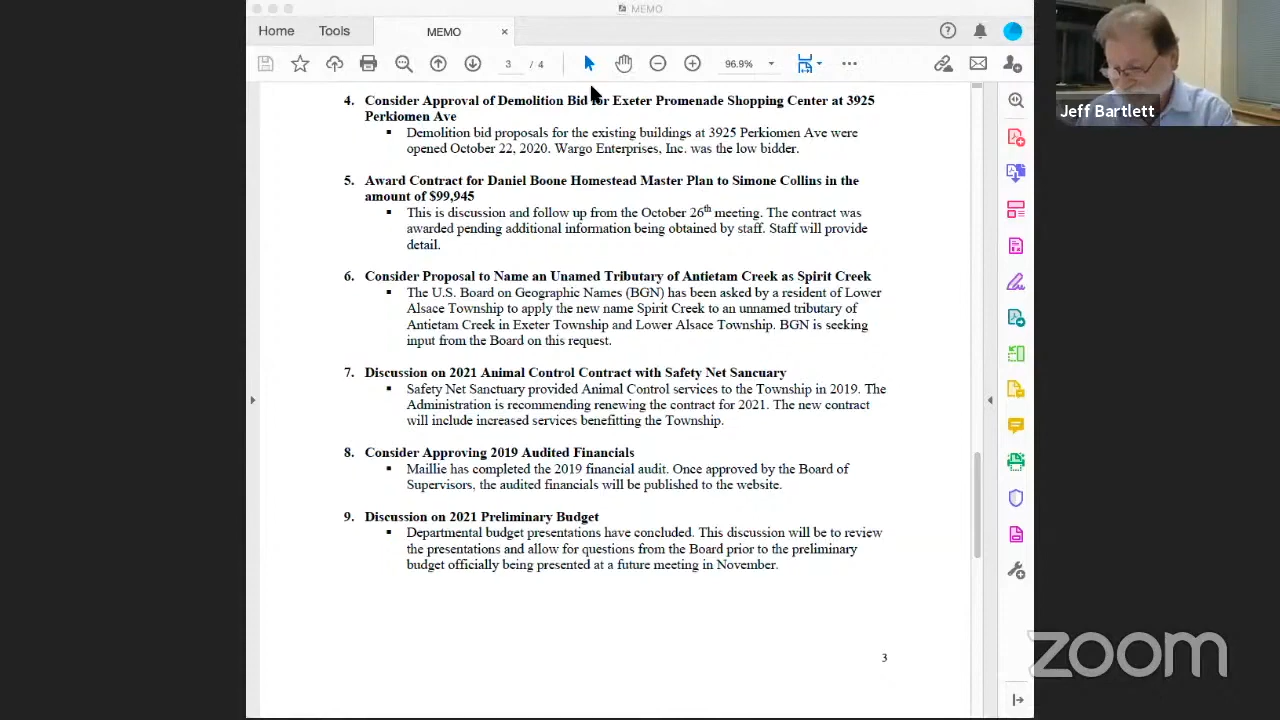 MEMO
Home
Tools
MEMO
×
3 / 4
96.9%
Jeff Bartlett
4. Consider Approval of Demolition Bid for Exeter Promenade Shopping Center at 3925
Perkiomen Ave
▪ Demolition bid proposals for the existing buildings at 3925 Perkiomen Ave were
opened October 22, 2020. Wargo Enterprises, Inc. was the low bidder.
5. Award Contract for Daniel Boone Homestead Master Plan to Simone Collins in the
amount of $99,945
▪ This is discussion and follow up from the October 26th meeting. The contract was
awarded pending additional information being obtained by staff. Staff will provide
detail.
6. Consider Proposal to Name an Unamed Tributary of Antietam Creek as Spirit Creek
▪ The U.S. Board on Geographic Names (BGN) has been asked by a resident of Lower
Alsace Township to apply the new name Spirit Creek to an unnamed tributary of
Antietam Creek in Exeter Township and Lower Alsace Township. BGN is seeking
input from the Board on this request.
7. Discussion on 2021 Animal Control Contract with Safety Net Sancuary
▪ Safety Net Sanctuary provided Animal Control services to the Township in 2019. The
Administration is recommending renewing the contract for 2021. The new contract
will include increased services benefitting the Township.
8. Consider Approving 2019 Audited Financials
▪ Maillie has completed the 2019 financial audit. Once approved by the Board of
Supervisors, the audited financials will be published to the website.
9. Discussion on 2021 Preliminary Budget
▪ Departmental budget presentations have concluded. This discussion will be to review
the presentations and allow for questions from the Board prior to the preliminary
budget officially being presented at a future meeting in November.
3
zoom